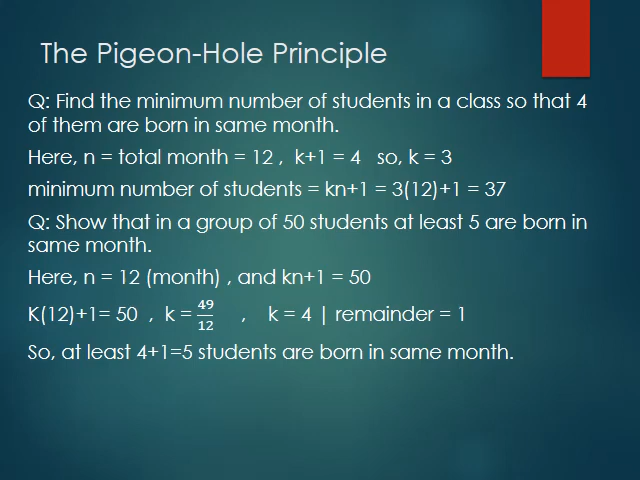 The Pigeon-Hole Principle
Q: Find the minimum number of students in a class so that 4
of them are born in same month.
Here, n = total month = 12 ,  k+1 = 4   so, k = 3
minimum number of students = kn+1 = 3(12)+1 = 37
Q: Show that in a group of 50 students at least 5 are born in
same month.
Here, n = 12 (month) , and kn+1 = 50
K(12)+1= 50  ,  k = 49/12   ,   k = 4 | remainder = 1
So, at least 4+1=5 students are born in same month.